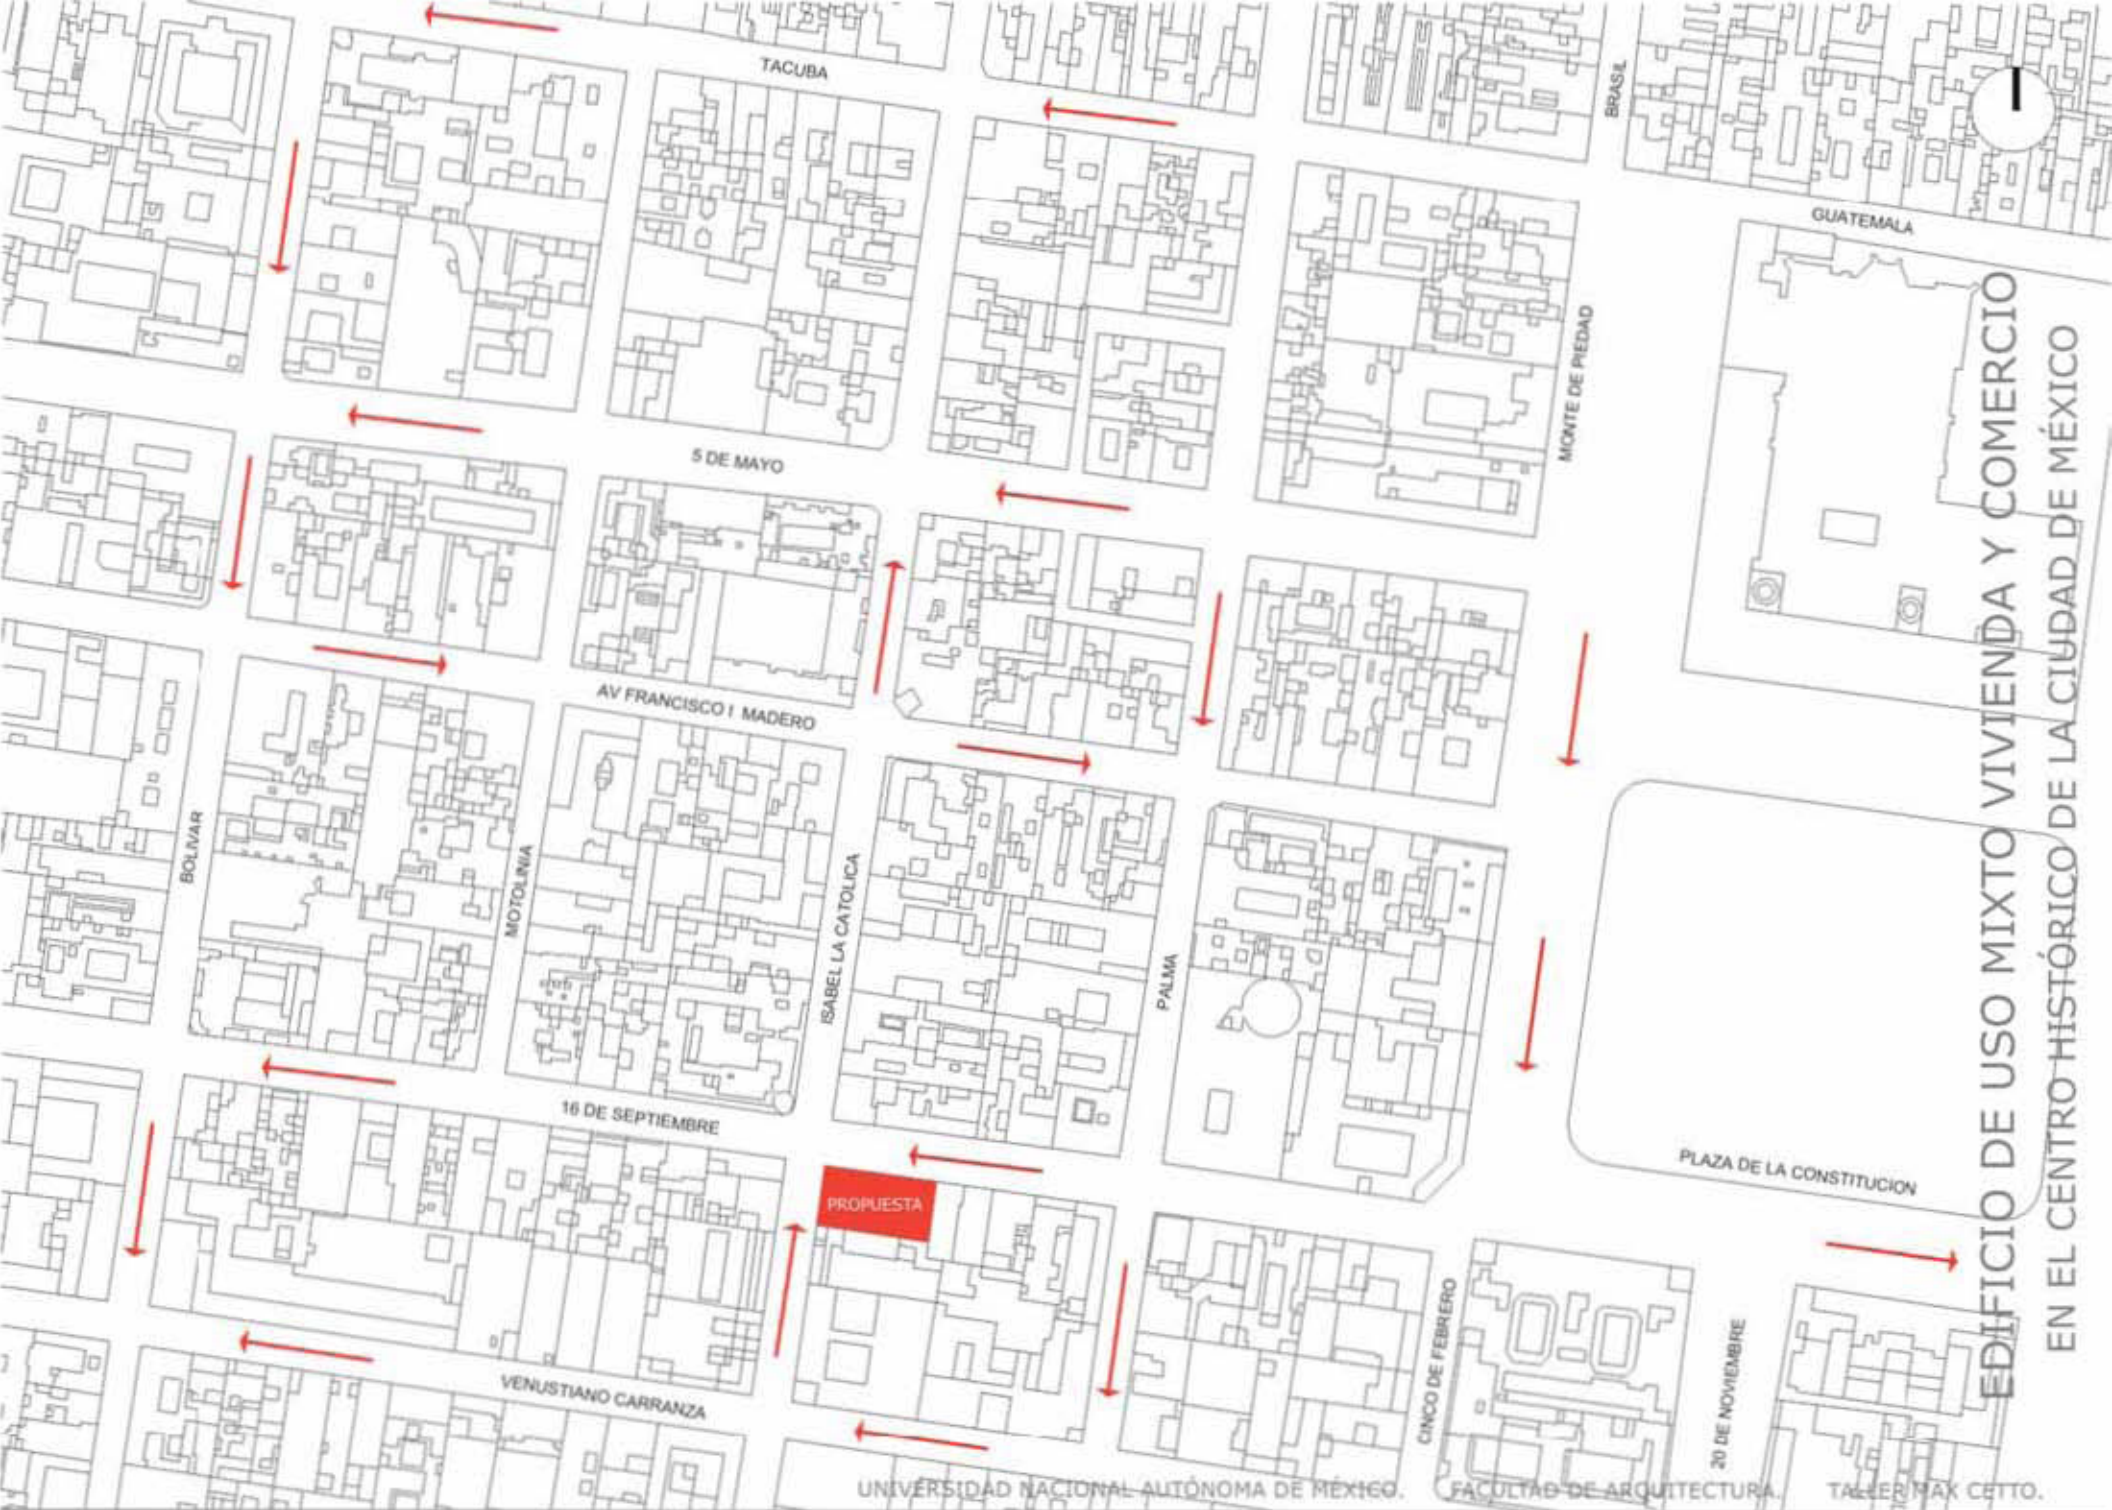 TACUBA
BRASIL
GUATEMALA
MONTE DE PIEDAD
5 DE MAYO
AV FRANCISCO I MADERO
BOLIVAR
MOTOLINIA
ISABEL LA CATOLICA
PALMA
16 DE SEPTIEMBRE
PLAZA DE LA CONSTITUCION
PROPUESTA
VENUSTIANO CARRANZA
CINCO DE FEBRERO
20 DE NOVIEMBRE
EDIFICIO DE USO MIXTO VIVIENDA Y COMERCIO
EN EL CENTRO HISTÓRICO DE LA CIUDAD DE MÉXICO
UNIVERSIDAD NACIONAL AUTÓNOMA DE MÉXICO. FACULTAD DE ARQUITECTURA. TALLER MAX CETTO.